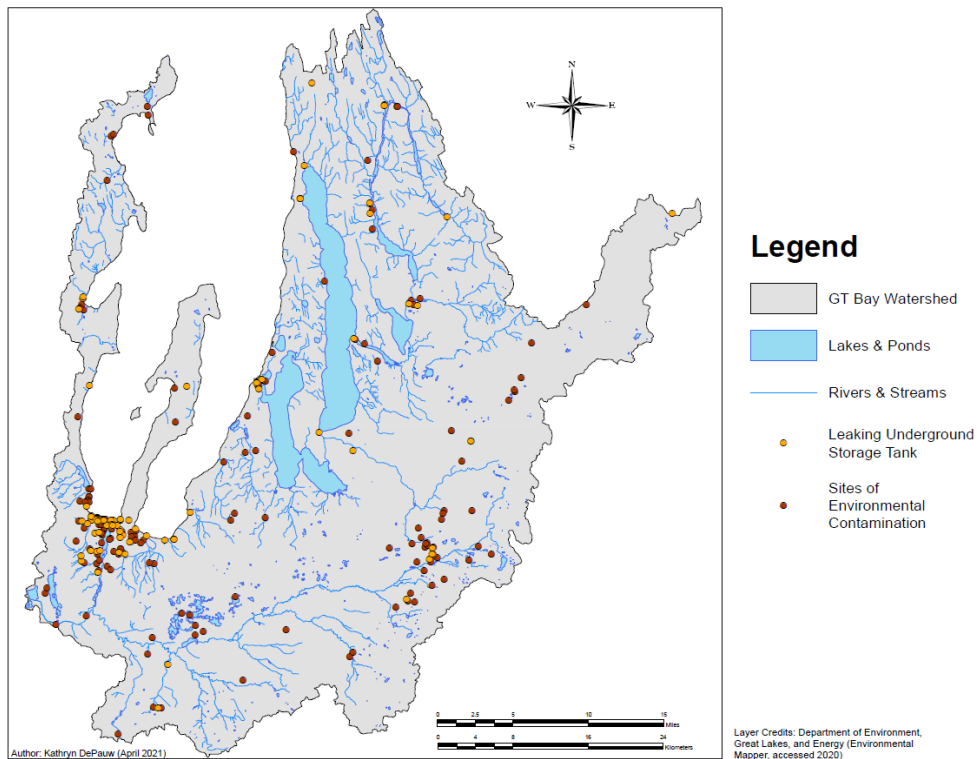 N
W E
S
Legend
GT Bay Watershed
Lakes & Ponds
Rivers & Streams
Leaking Underground
Storage Tank
Sites of
Environmental
Contamination
0 2.5 5 10 15
Miles
0 4 8 16 24
Kilometers
Author: Kathryn DePauw (April 2021)
Layer Credits: Department of Environment,
Great Lakes, and Energy (Environmental
Mapper, accessed 2020)